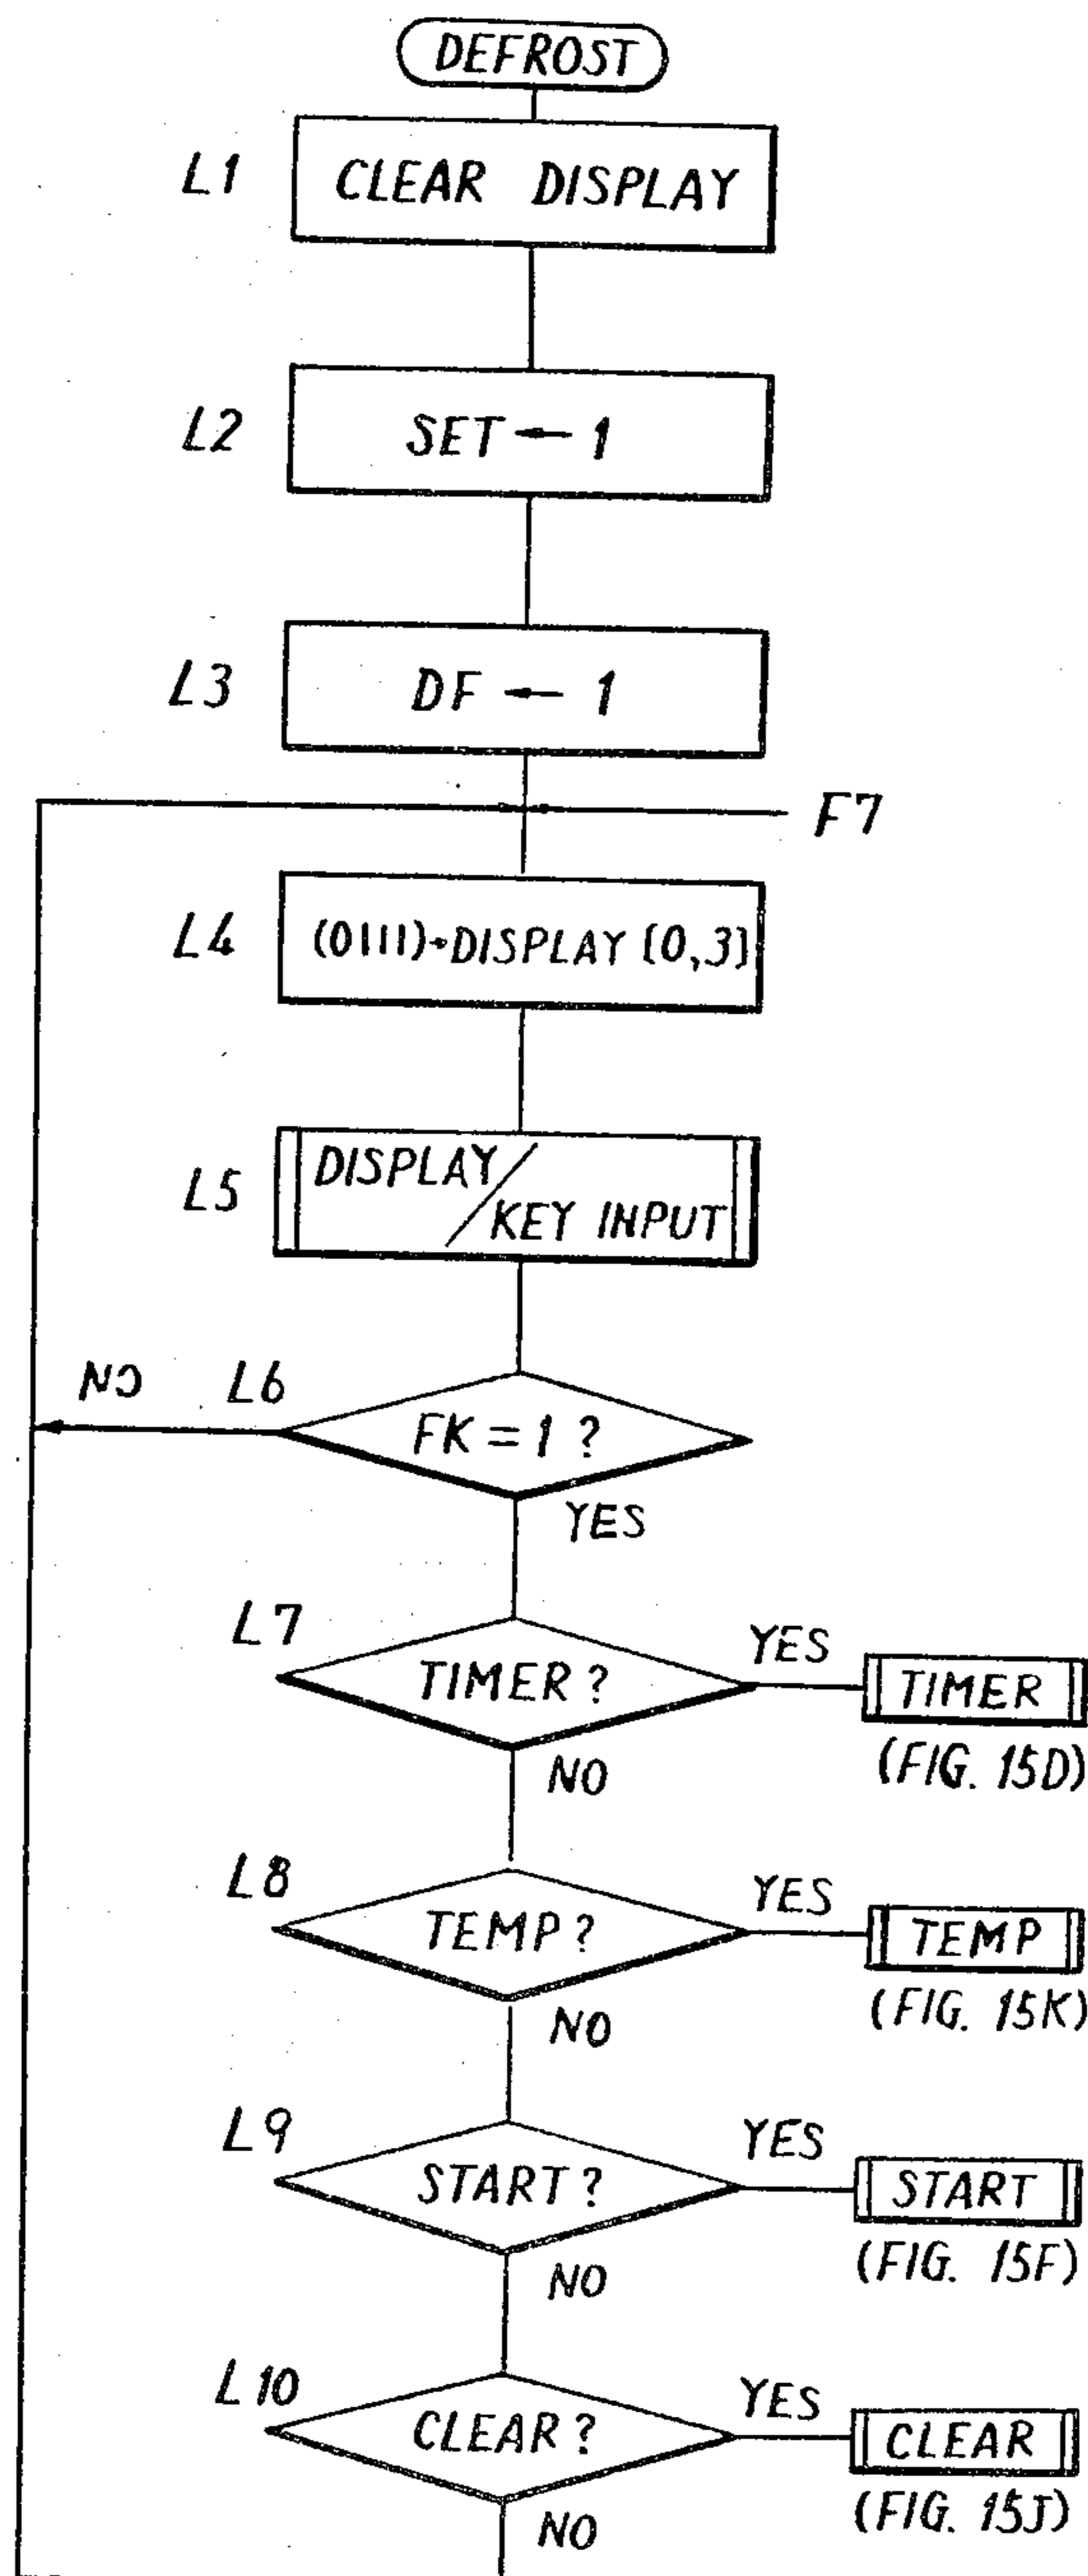 DEFROST
L1 CLEAR DISPLAY
L2 SET ← 1
L3 DF ← 1
F7
L4 (0111)→DISPLAY [0,3]
L5 DISPLAY / KEY INPUT
NO L6 FK = 1 ?
YES
L7 TIMER ? YES TIMER
NO (FIG. 15D)
L8 TEMP ? YES TEMP
NO (FIG. 15K)
L9 START ? YES START
NO (FIG. 15F)
L10 CLEAR ? YES CLEAR
NO (FIG. 15J)